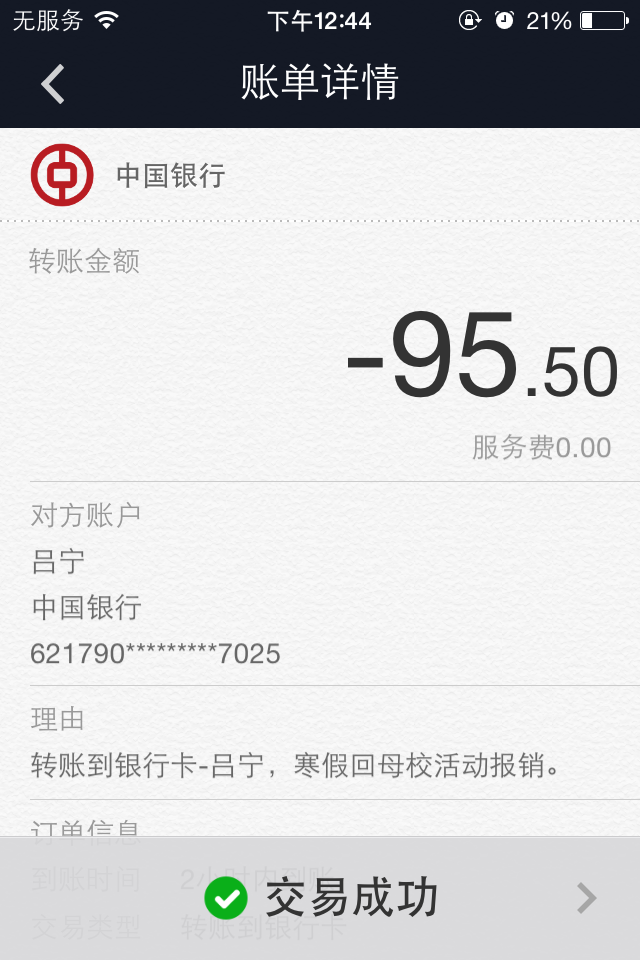 无服务 下午12:44 21%
账单详情
中国银行
转账金额
-95.50
服务费0.00
对方账户
吕宁
中国银行
621790*********7025
理由
转账到银行卡-吕宁，寒假回母校活动报销。
订单信息
到账时间 2小时内到账
交易成功
交易类型 转账到银行卡